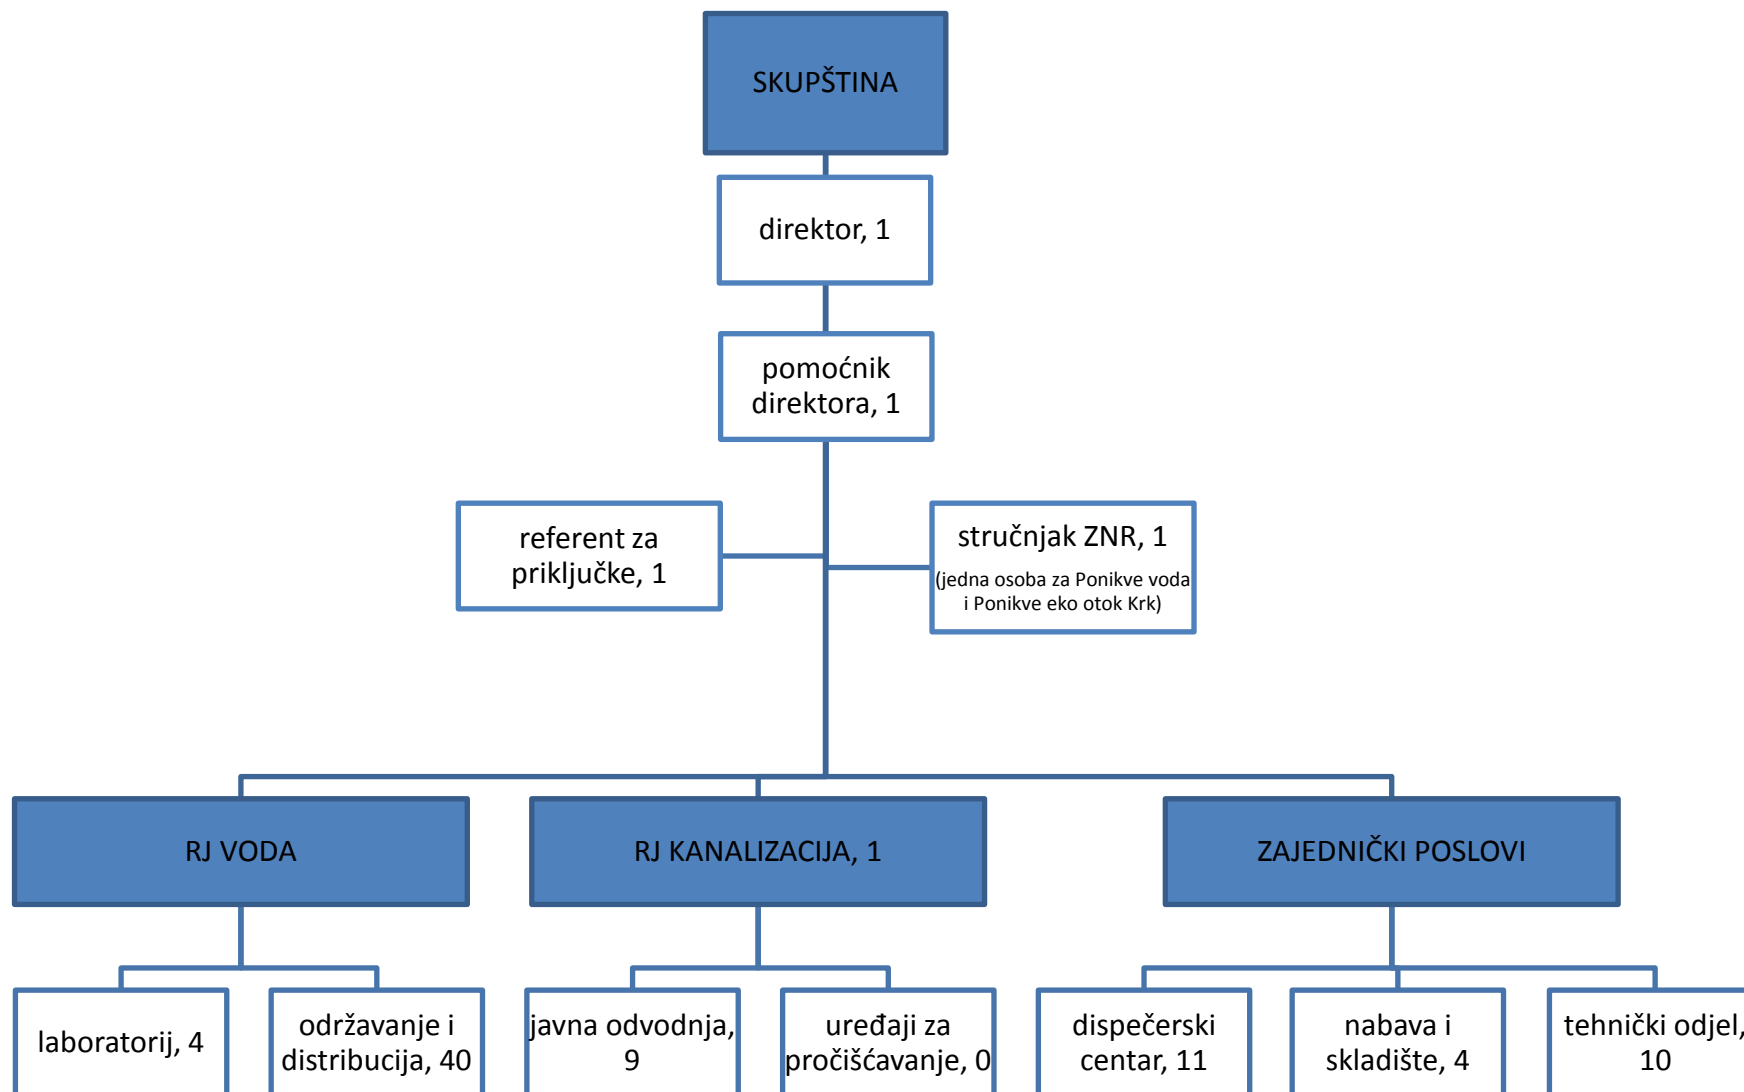 SKUPŠTINA
direktor, 1
pomoćnik
direktora, 1
referent za
priključke, 1
stručnjak ZNR, 1
(jedna osoba za Ponikve voda
i Ponikve eko otok Krk)
RJ VODA
RJ KANALIZACIJA, 1
ZAJEDNIČKI POSLOVI
laboratorij, 4
održavanje i
distribucija, 40
javna odvodnja,
9
uređaji za
pročišćavanje, 0
dispečerski
centar, 11
nabava i
skladište, 4
tehnički odjel,
10